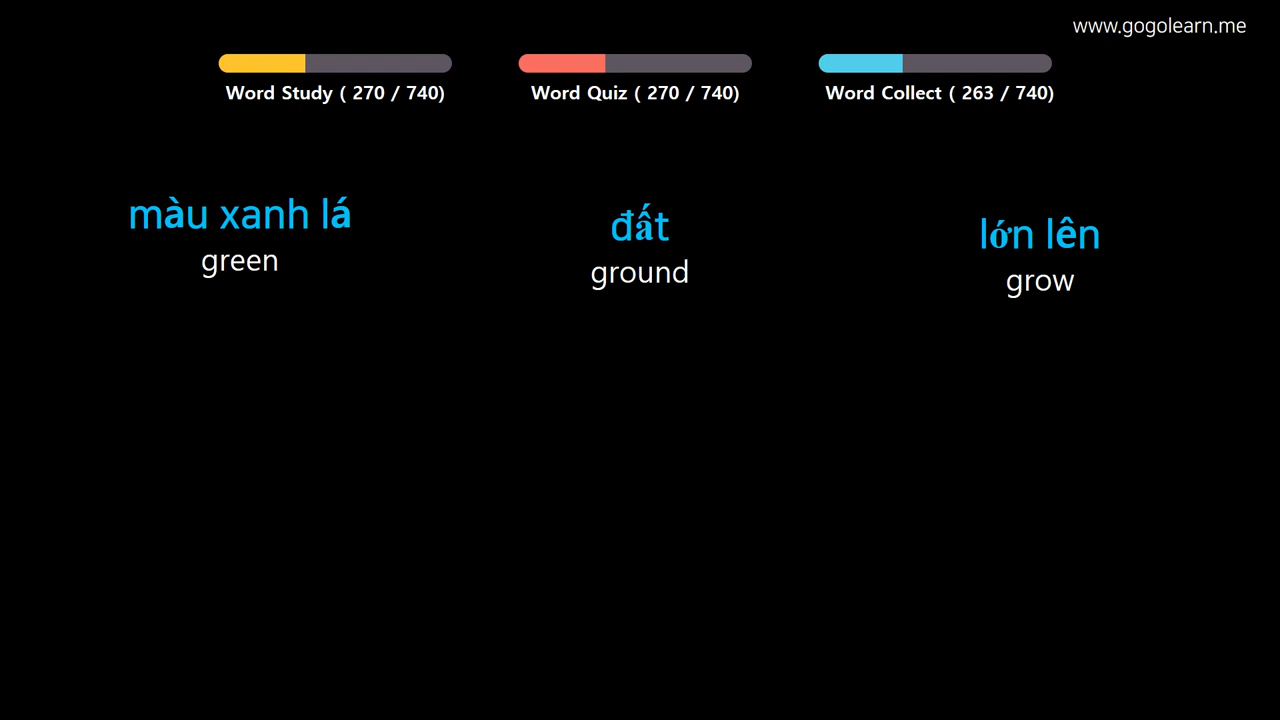 www.gogolearn.me
Word Study ( 270 / 740)
Word Quiz ( 270 / 740)
Word Collect ( 263 / 740)
màu xanh lá
green
đất
ground
lớn lên
grow